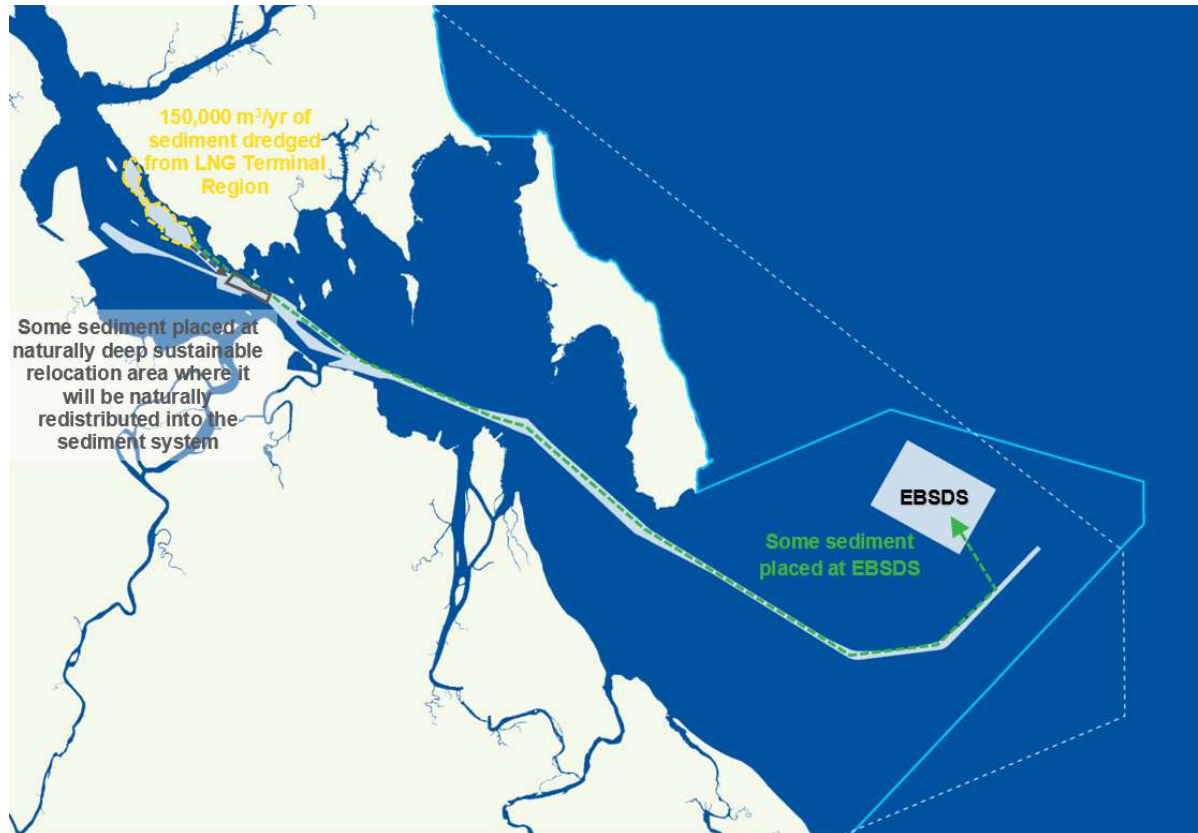 150,000 m³/yr of
sediment dredged
from LNG Terminal
Region
Some sediment placed at
naturally deep sustainable
relocation area where it
will be naturally
redistributed into the
sediment system
EBSDS
Some sediment
placed at EBSDS